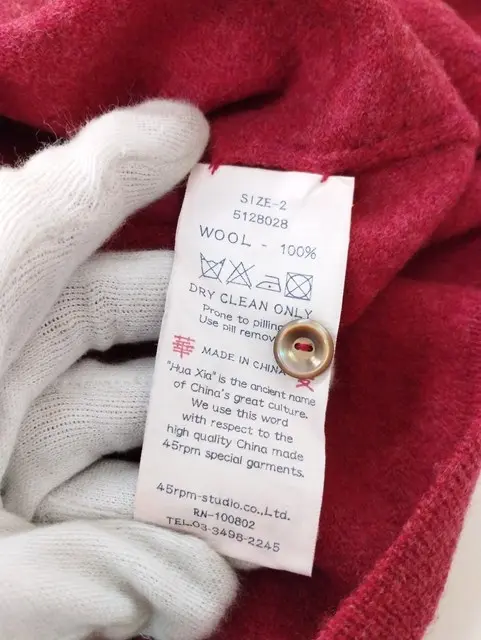 SIZE-2
5128028
WOOL - 100%
DRY CLEAN ONLY
Prone to pilling
Use pill
華 MADE IN CHINA
"Hua Xia" is the ancient name
of China's great culture.
We use this word
with respect to the
high quality China made
45rpm special garments.
45rpm-studio.co.,Ltd.
RN-100802
TEL.03-3498-2245